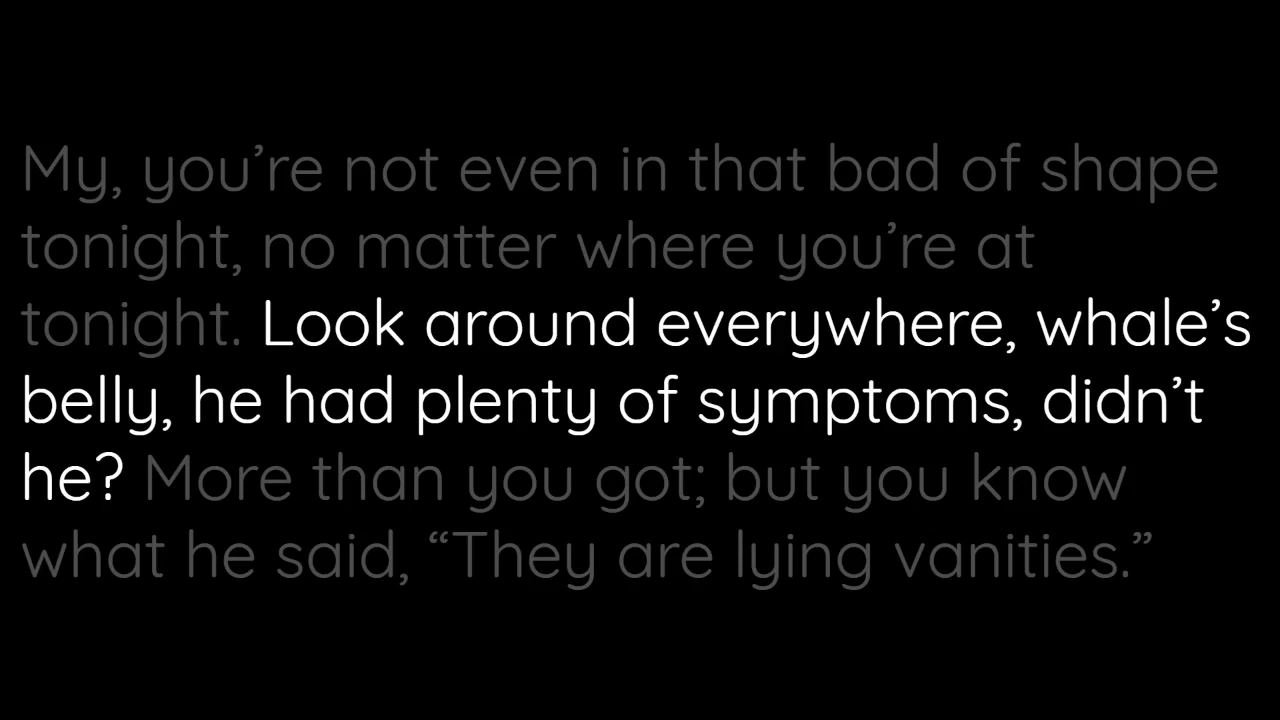 My, you’re not even in that bad of shape
tonight, no matter where you’re at
tonight. Look around everywhere, whale’s
belly, he had plenty of symptoms, didn’t
he? More than you got; but you know
what he said, “They are lying vanities.”